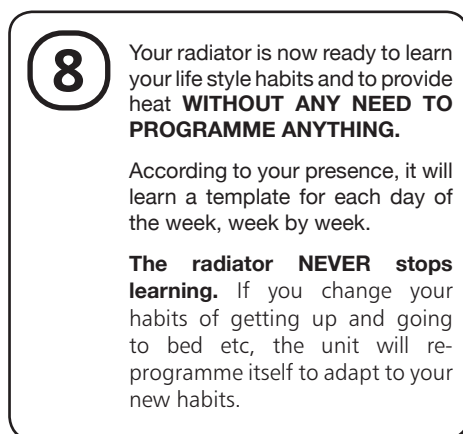 8
Your radiator is now ready to learn
your life style habits and to provide
heat WITHOUT ANY NEED TO
PROGRAMME ANYTHING.
According to your presence, it will
learn a template for each day of
the week, week by week.
The radiator NEVER stops
learning. If you change your
habits of getting up and going
to bed etc, the unit will re-
programme itself to adapt to your
new habits.